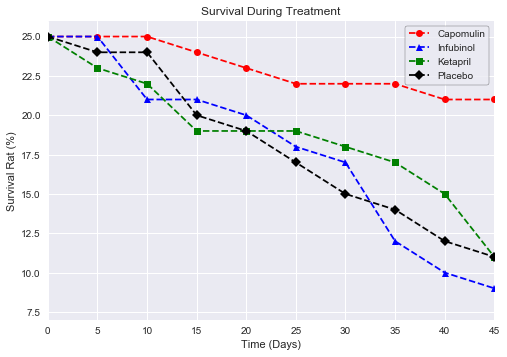 Survival During Treatment
25.0
22.5
20.0
17.5
15.0
12.5
10.0
7.5
Survival Rat (%)
0 5 10 15 20 25 30 35 40 45
Time (Days)
Capomulin
Infubinol
Ketapril
Placebo